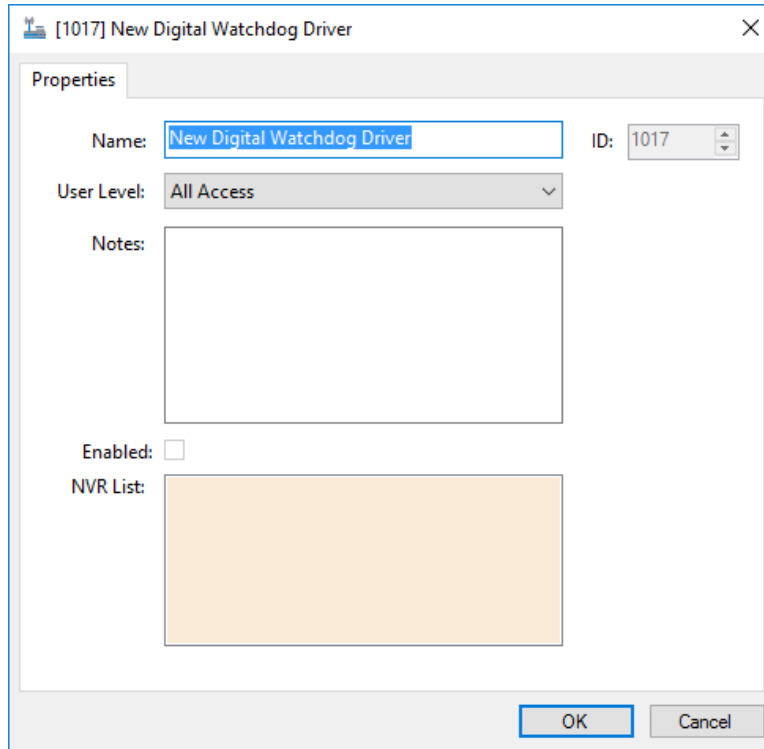 [1017] New Digital Watchdog Driver
Properties
Name: New Digital Watchdog Driver ID: 1017
User Level: All Access
Notes:
Enabled:
NVR List:
OK Cancel